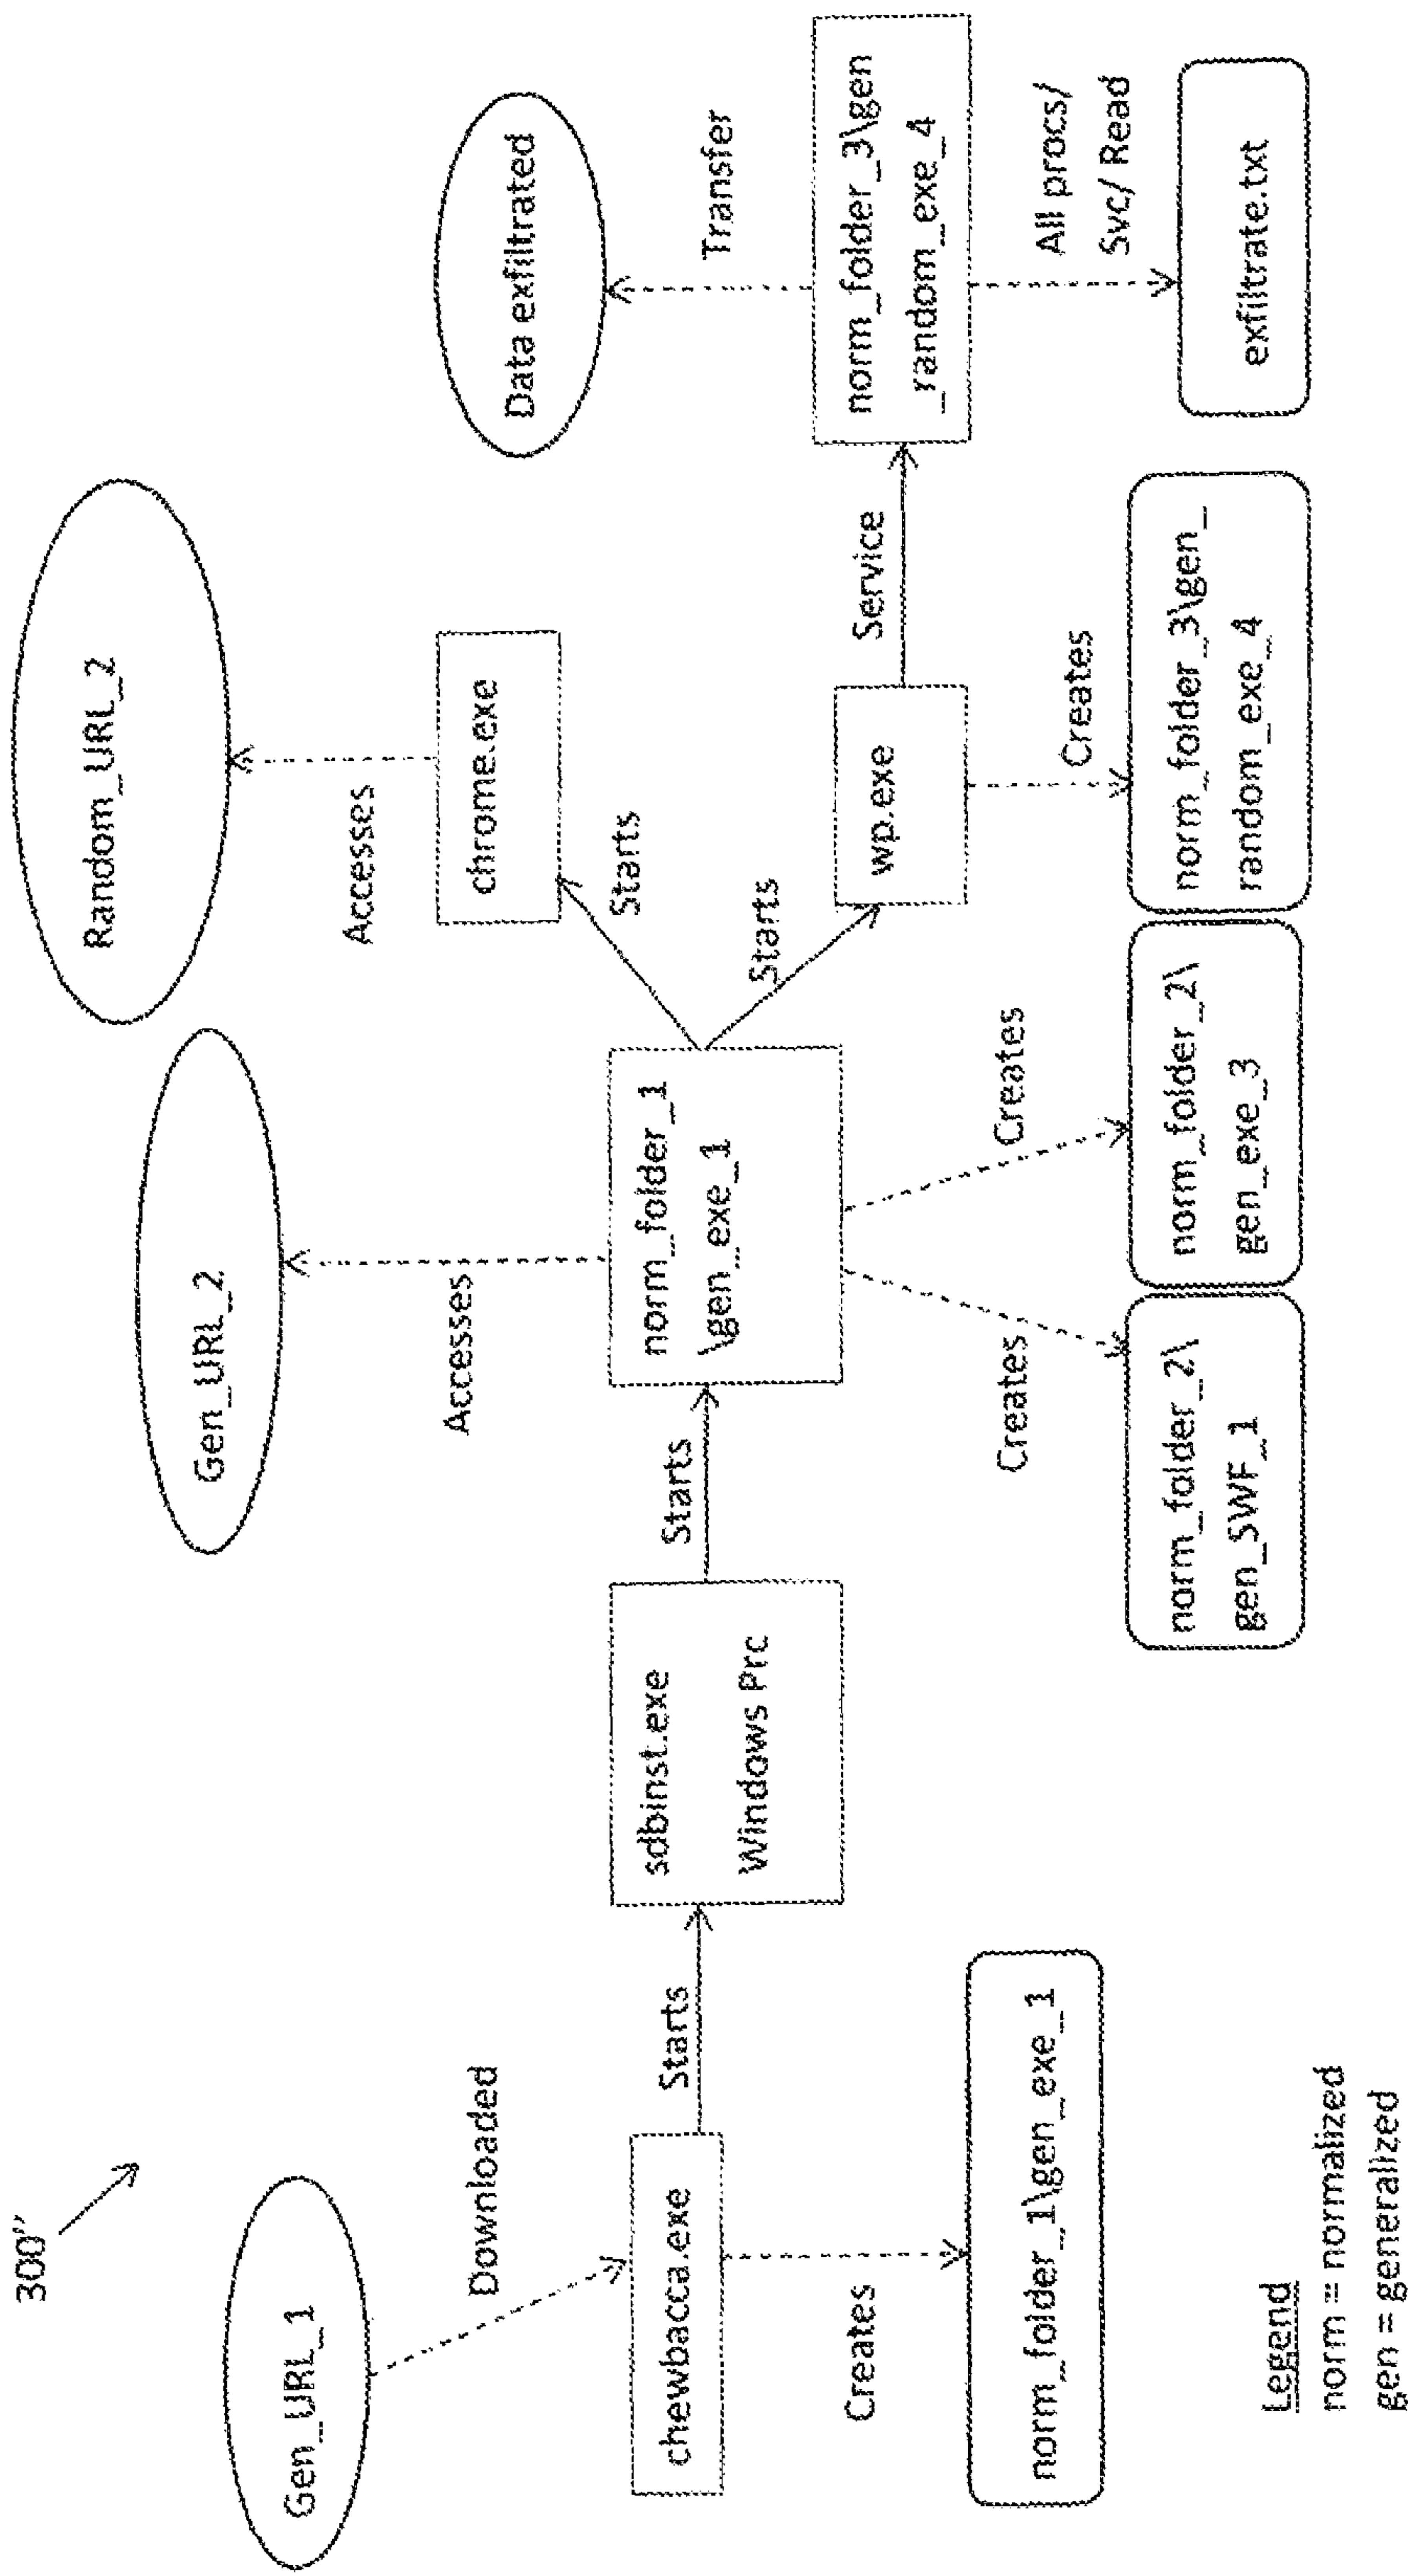 300''
Gen_URL_1
Downloaded
chewbacca.exe
Creates
norm_folder_1\gen_exe_1
Starts
sdbinst.exe
Windows Prc
Starts
Gen_URL_2
Accesses
norm_folder_1
\gen_exe_1
Creates
norm_folder_2\
gen_SWF_1
Creates
norm_folder_2\
gen_exe_3
Random_URL_2
Accesses
chrome.exe
Starts
Starts
wp.exe
Creates
norm_folder_3\gen_
random_exe_4
Service
Data exfiltrated
Transfer
norm_folder_3\gen
_random_exe_4
All procs/
Svc/ Read
exfiltrate.txt
Legend
norm = normalized
gen = generalized